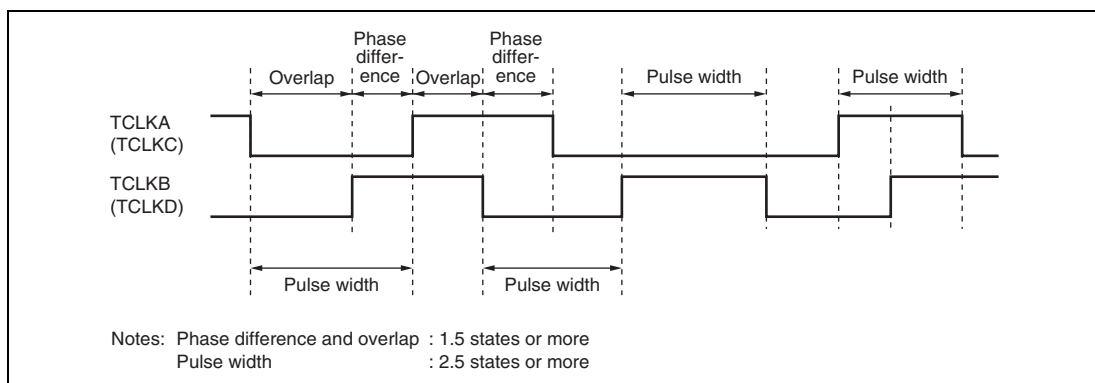 Phase differ- ence
Phase differ- ence
Overlap
Overlap
Pulse width
Pulse width
TCLKA
(TCLKC)
TCLKB
(TCLKD)
Pulse width
Pulse width
Notes: Phase difference and overlap : 1.5 states or more
Pulse width : 2.5 states or more